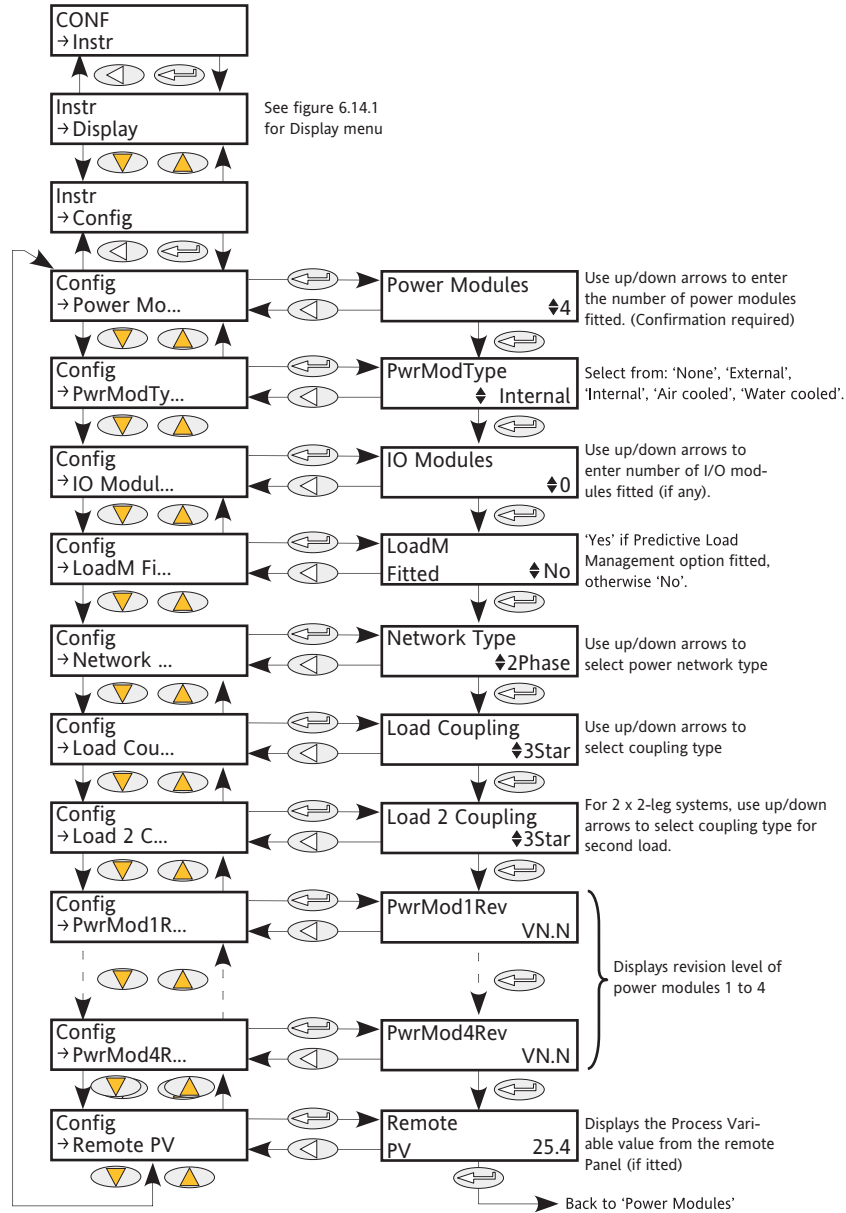 CONF
→Instr
Instr
→Display
See figure 6.14.1
for Display menu
Instr
→Config
Config
→Power Mo...
Power Modules
4
Use up/down arrows to enter
the number of power modules
fitted. (Confirmation required)
Config
→PwrModTy...
PwrModType
Internal
Select from: ‘None’, ‘External’,
‘Internal’, ‘Air cooled’, ‘Water cooled’.
Config
→IO Modul...
IO Modules
0
Use up/down arrows to
enter number of I/O mod-
ules fitted (if any).
Config
→LoadM Fi...
LoadM
Fitted No
‘Yes’ if Predictive Load
Management option fitted,
otherwise ‘No’.
Config
→Network ...
Network Type
2Phase
Use up/down arrows to
select power network type
Config
→Load Cou...
Load Coupling
3Star
Use up/down arrows to
select coupling type
Config
→Load 2 C...
Load 2 Coupling
3Star
For 2 x 2-leg systems, use up/down
arrows to select coupling type for
second load.
Config
→PwrMod1R...
PwrMod1Rev
VN.N
Displays revision level of
power modules 1 to 4
Config
→PwrMod4R...
PwrMod4Rev
VN.N
Config
→Remote PV
Remote
PV 25.4
Displays the Process Vari-
able value from the remote
Panel (if itted)
Back to ‘Power Modules’